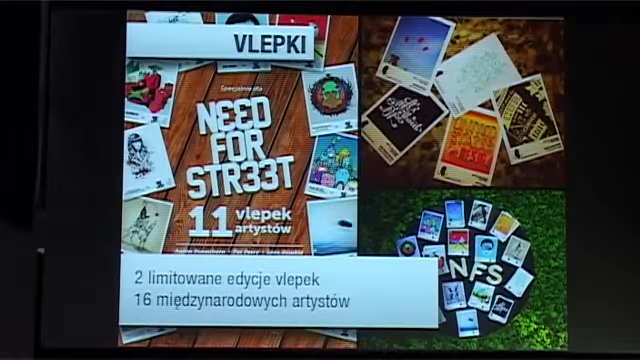 VLEPKI
Specjalnie dla
NEED
FOR
STR33T
11 vlepek
artystów
2 limitowane edycje vlepek
16 międzynarodowych artystów
NFS